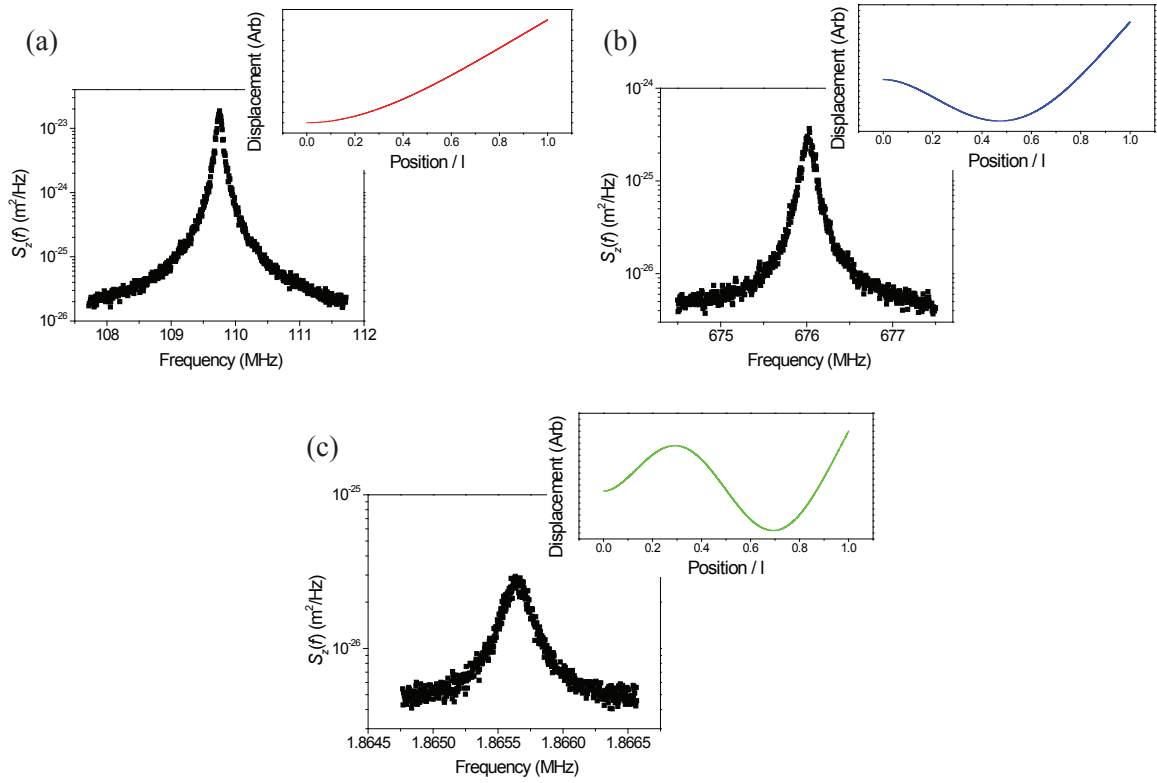 (a)
Displacement (Arb)
0.0 0.2 0.4 0.6 0.8 1.0
Position / l
10⁻²³
10⁻²⁴
10⁻²⁵
10⁻²⁶
S_z(f) (m²/Hz)
108 109 110 111 112
Frequency (MHz)
(b)
Displacement (Arb)
0.0 0.2 0.4 0.6 0.8 1.0
Position / l
10⁻²⁴
10⁻²⁵
10⁻²⁶
S_z(f) (m²/Hz)
675 676 677
Frequency (MHz)
(c)
Displacement (Arb)
0.0 0.2 0.4 0.6 0.8 1.0
Position / l
10⁻²⁵
10⁻²⁶
S_z(f) (m²/Hz)
1.8645 1.8650 1.8655 1.8660 1.8665
Frequency (MHz)